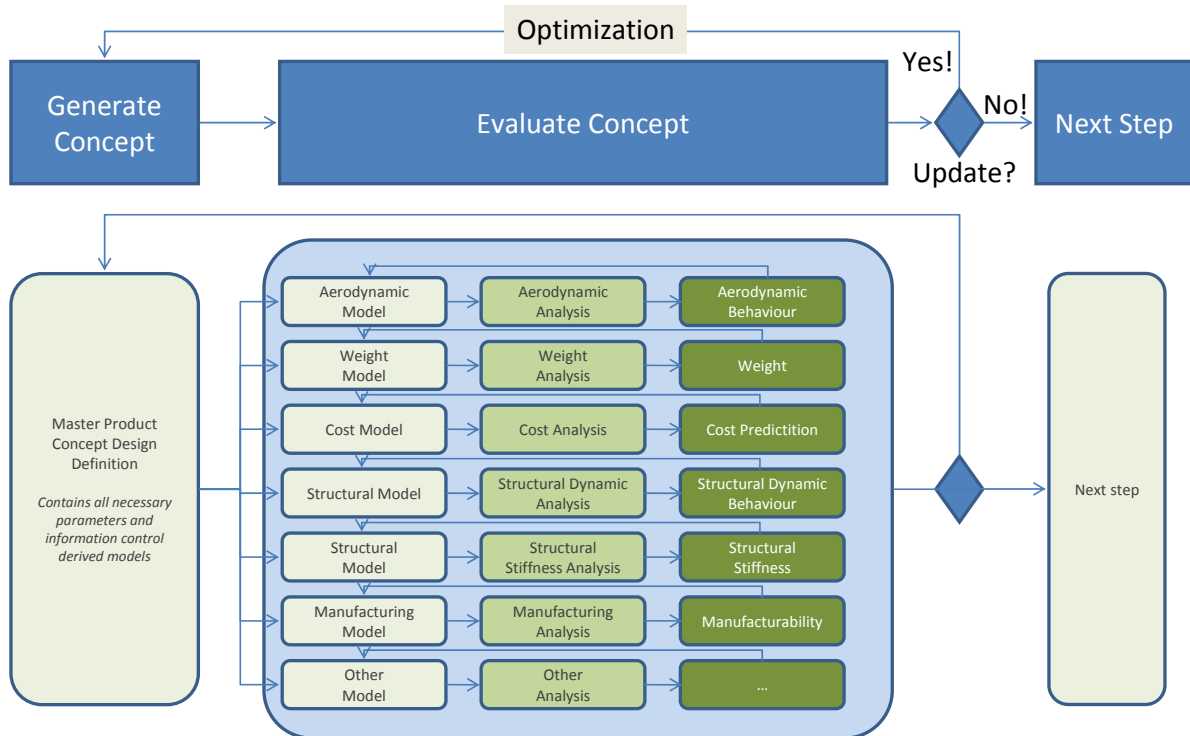 Optimization
Yes!
Generate
Concept
Evaluate Concept
No!
Next Step
Update?
Master Product
Concept Design
Definition
Contains all necessary
parameters and
information control
derived models
Aerodynamic
Model
Aerodynamic
Analysis
Aerodynamic
Behaviour
Weight
Model
Weight
Analysis
Weight
Cost Model
Cost Analysis
Cost Predictition
Structural Model
Structural Dynamic
Analysis
Structural Dynamic
Behaviour
Structural
Model
Structural
Stiffness Analysis
Structural
Stiffness
Manufacturing
Model
Manufacturing
Analysis
Manufacturability
Other
Model
Other
Analysis
...
Next step